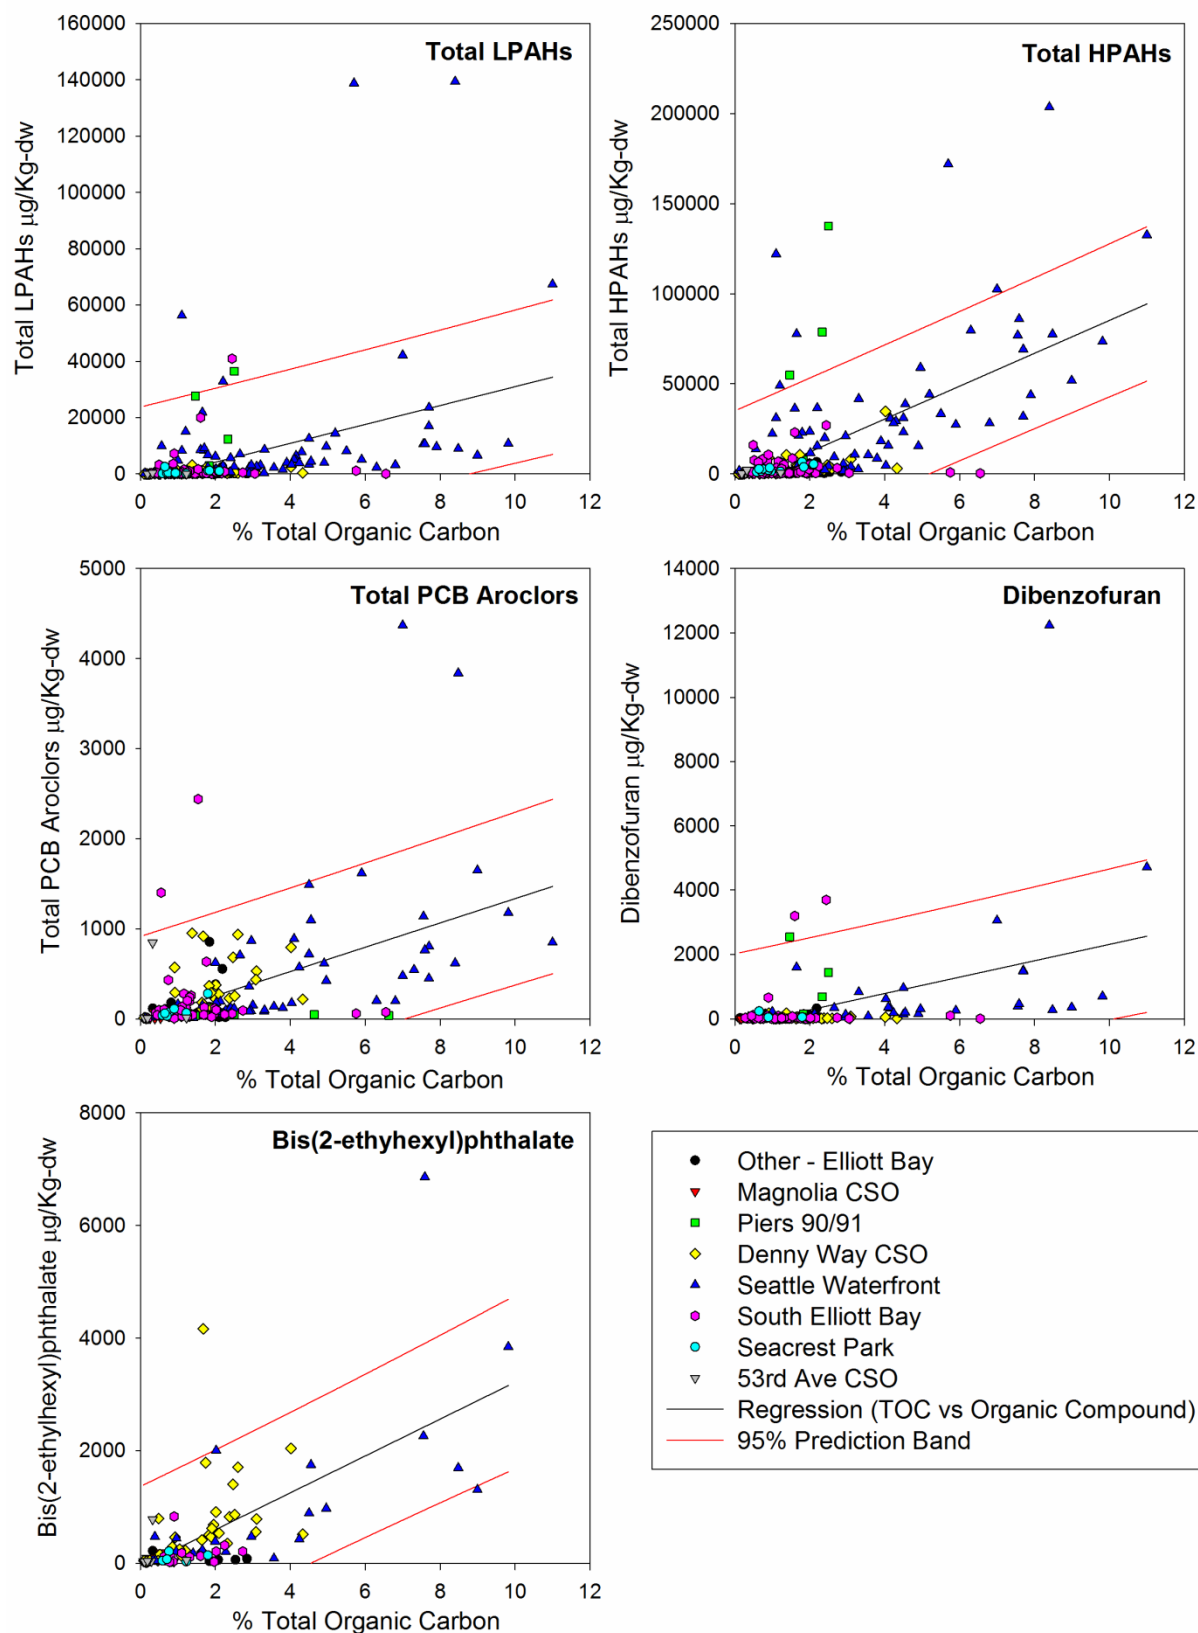 Total LPAHs
Total LPAHs µg/Kg-dw
160000
140000
120000
100000
80000
60000
40000
20000
0
0 2 4 6 8 10 12
% Total Organic Carbon
Total HPAHs
Total HPAHs µg/Kg-dw
250000
200000
150000
100000
50000
0
0 2 4 6 8 10 12
% Total Organic Carbon
Total PCB Aroclors
Total PCB Aroclors µg/Kg-dw
5000
4000
3000
2000
1000
0
0 2 4 6 8 10 12
% Total Organic Carbon
Dibenzofuran
Dibenzofuran µg/Kg-dw
14000
12000
10000
8000
6000
4000
2000
0
0 2 4 6 8 10 12
% Total Organic Carbon
Bis(2-ethyhexyl)phthalate
Bis(2-ethylhexyl)phthalate µg/Kg-dw
8000
6000
4000
2000
0
0 2 4 6 8 10 12
% Total Organic Carbon
Other - Elliott Bay
Magnolia CSO
Piers 90/91
Denny Way CSO
Seattle Waterfront
South Elliott Bay
Seacrest Park
53rd Ave CSO
Regression (TOC vs Organic Compound)
95% Prediction Band